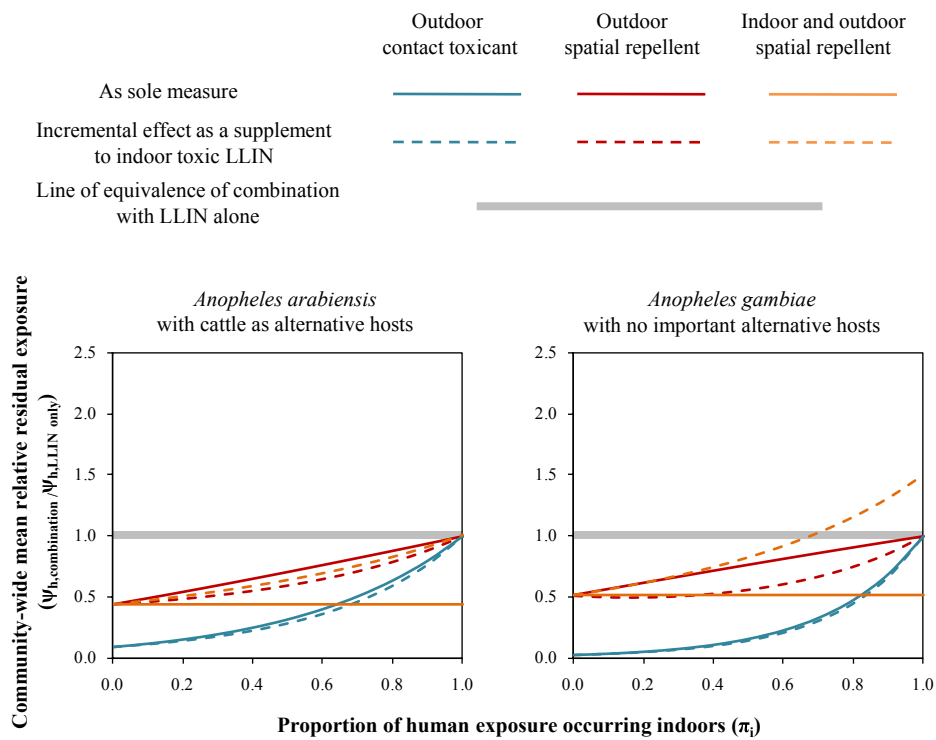 Outdoor
contact toxicant
Outdoor
spatial repellent
Indoor and outdoor
spatial repellent
As sole measure
Incremental effect as a supplement
to indoor toxic LLIN
Line of equivalence of combination
with LLIN alone
Community-wide mean relative residual exposure
(Ψh,combination /Ψh,LLIN only)
Anopheles arabiensis
with cattle as alternative hosts
2.5
2.0
1.5
1.0
0.5
0.0
0.0 0.2 0.4 0.6 0.8 1.0
Anopheles gambiae
with no important alternative hosts
2.5
2.0
1.5
1.0
0.5
0.0
0.0 0.2 0.4 0.6 0.8 1.0
Proportion of human exposure occurring indoors (πi)